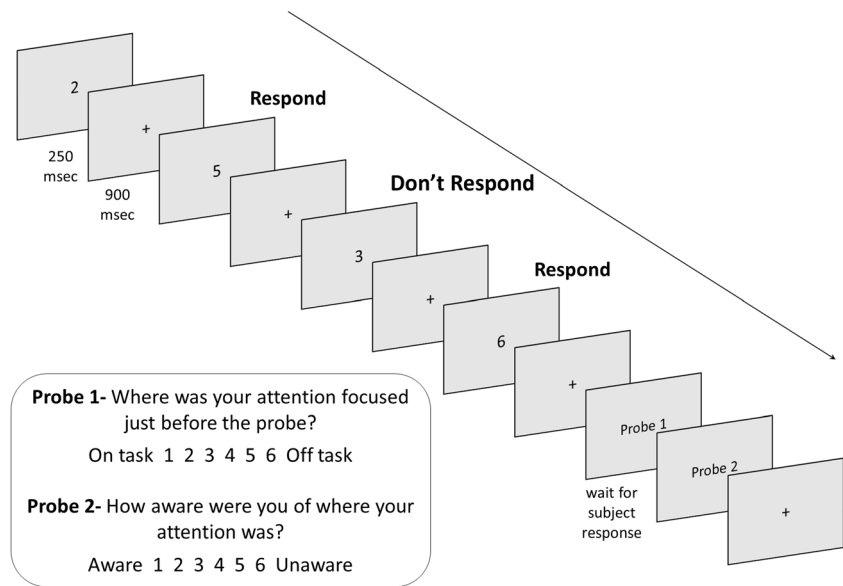 2
+
250
msec
900
msec
Respond
5
+
Don't Respond
3
+
Respond
6
+
Probe 1
wait for
subject
response
Probe 2
+
Probe 1- Where was your attention focused
just before the probe?
On task 1 2 3 4 5 6 Off task
Probe 2- How aware were you of where your
attention was?
Aware 1 2 3 4 5 6 Unaware